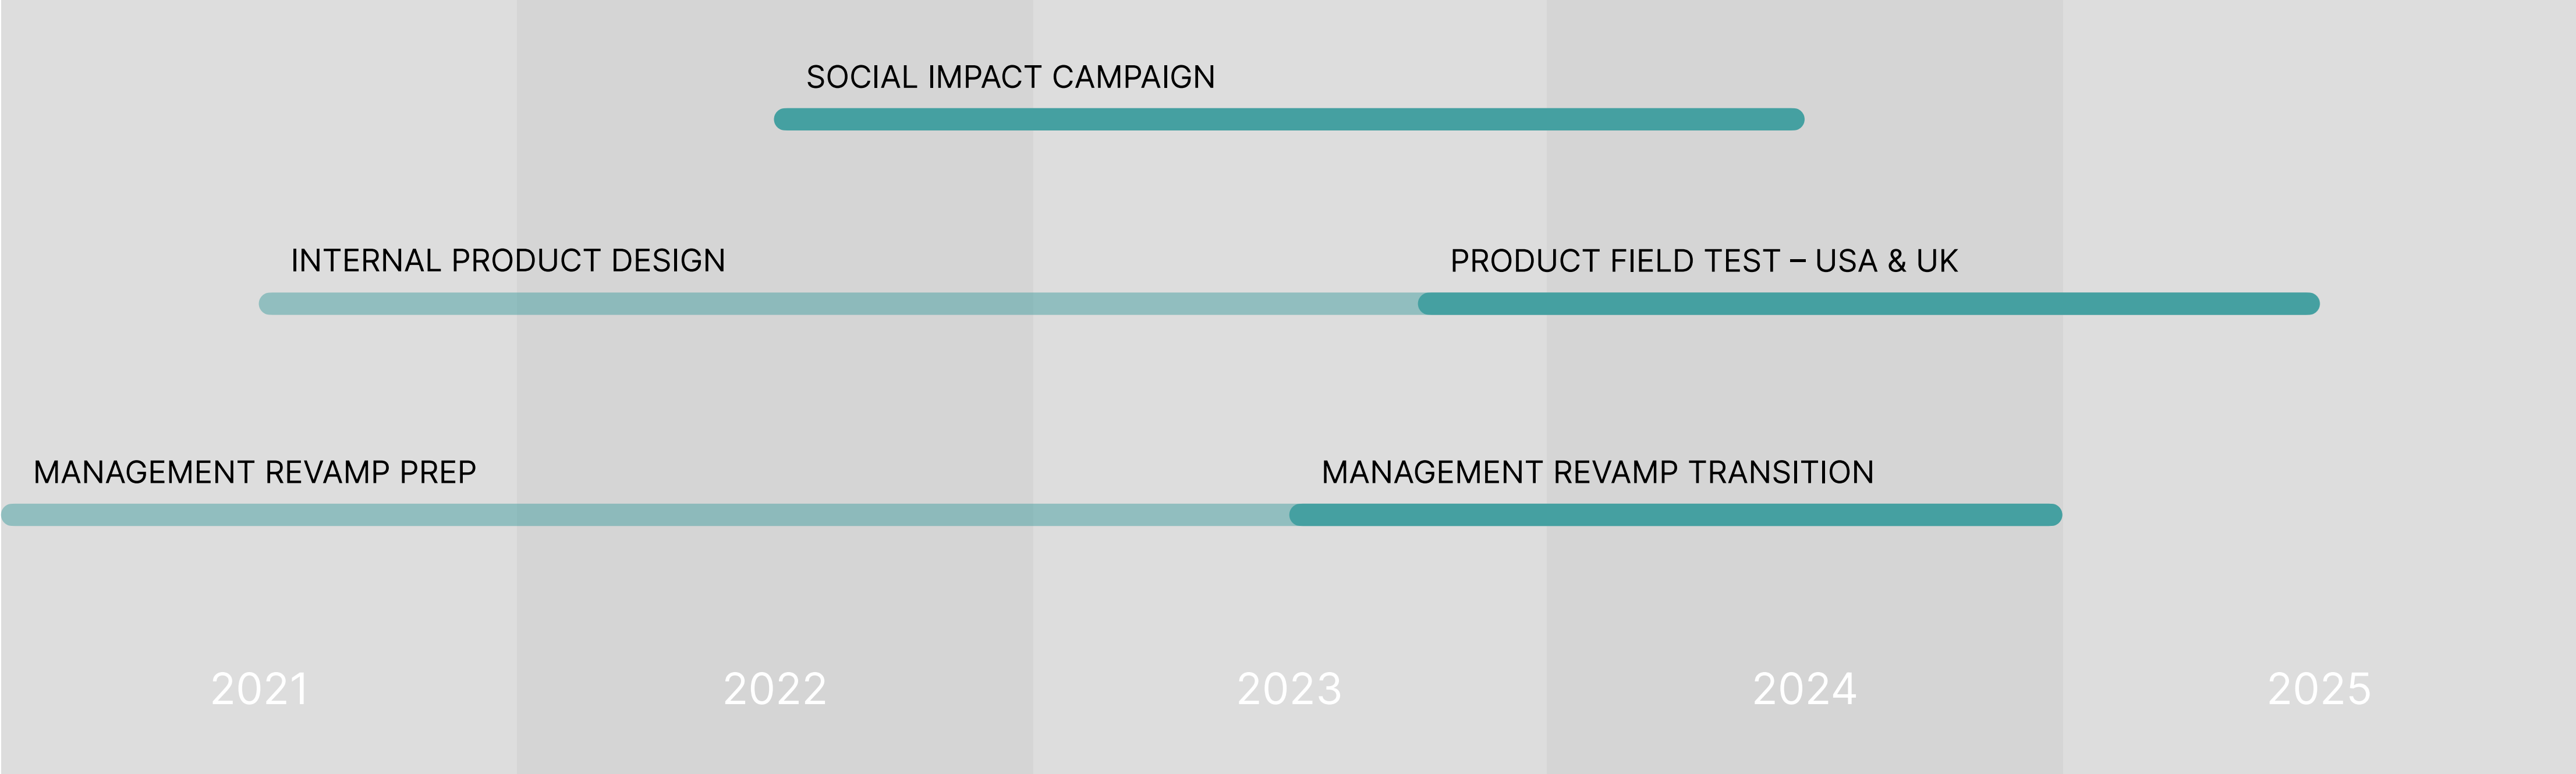 SOCIAL IMPACT CAMPAIGN
INTERNAL PRODUCT DESIGN
PRODUCT FIELD TEST – USA & UK
MANAGEMENT REVAMP PREP
MANAGEMENT REVAMP TRANSITION
2021
2022
2023
2024
2025